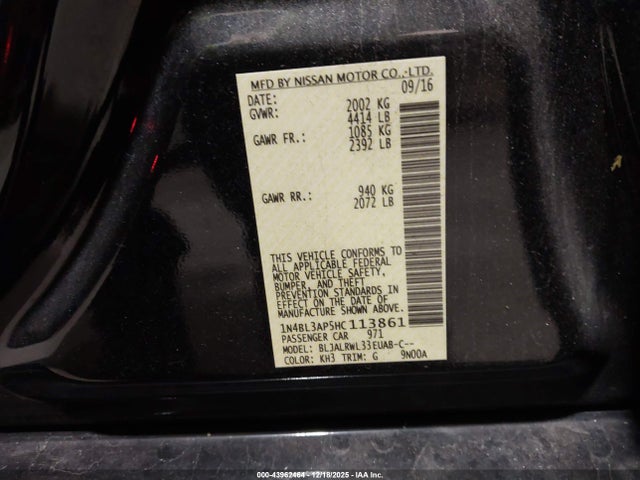 MFD BY NISSAN MOTOR CO.,LTD.
DATE: 09/16
GVWR: 2002 KG
4414 LB
GAWR FR.: 1085 KG
2392 LB
GAWR RR.: 940 KG
2072 LB
THIS VEHICLE CONFORMS TO
ALL APPLICABLE FEDERAL
MOTOR VEHICLE SAFETY,
BUMPER, AND THEFT
PREVENTION STANDARDS IN
EFFECT ON THE DATE OF
MANUFACTURE SHOWN ABOVE.
1N4BL3AP5HC113861
PASSENGER CAR 971
MODEL: BLJALRWL33EUAB-C--
COLOR: KH3 TRIM: G 9N00A
000-43962464 - 12/18/2025 - © IAA Inc.